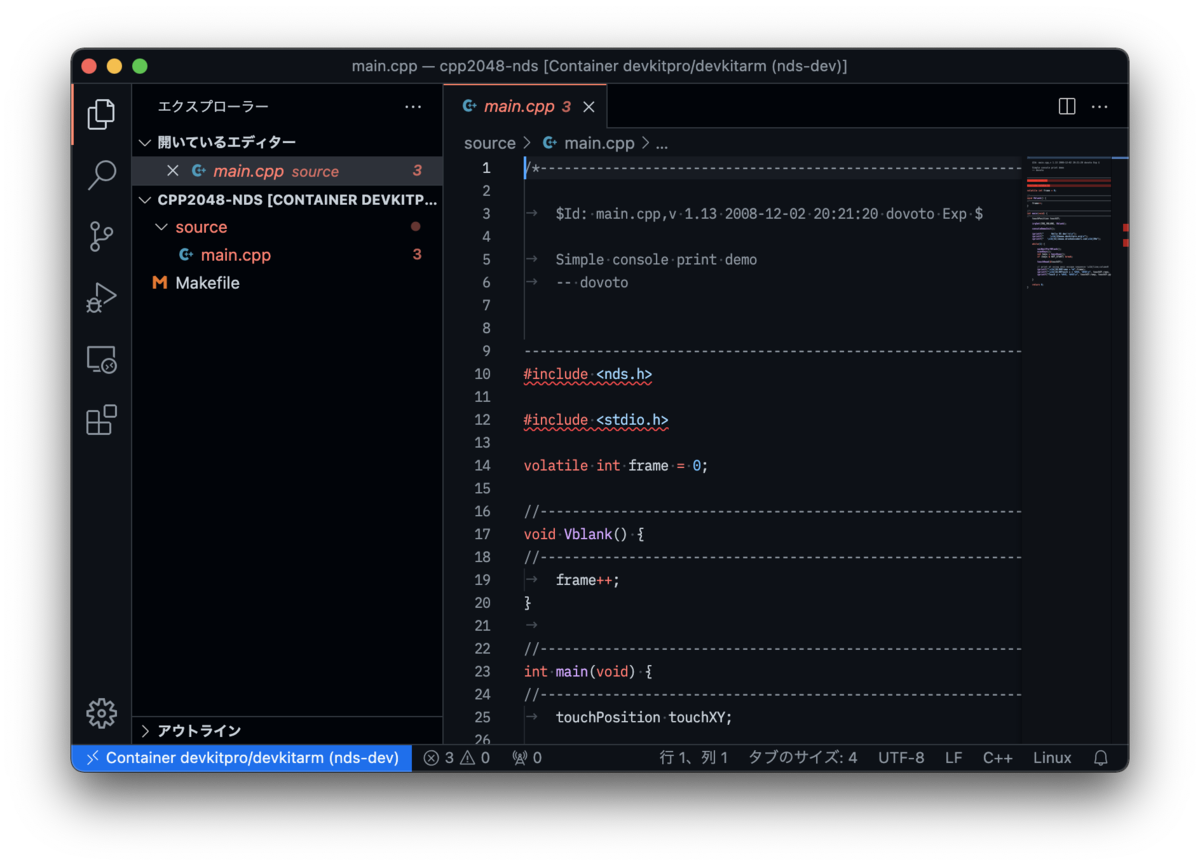 main.cpp — cpp2048-nds [Container devkitpro/devkitarm (nds-dev)]
エクスプローラー
開いているエディター
main.cpp source 3
CPP2048-NDS [CONTAINER DEVKITP...
source
main.cpp 3
Makefile
アウトライン
main.cpp 3
source > main.cpp > ...
1 /*------------------------------------------------------------
2
3 $Id: main.cpp,v 1.13 2008-12-02 20:21:20 dovoto Exp $
4
5 Simple console print demo
6 -- dovoto
7
8
9 --------------------------------------------------------------
10 #include <nds.h>
11
12 #include <stdio.h>
13
14 volatile int frame = 0;
15
16 //------------------------------------------------------------
17 void Vblank() {
18 //------------------------------------------------------------
19 frame++;
20 }
21
22 //------------------------------------------------------------
23 int main(void) {
24 //------------------------------------------------------------
25 touchPosition touchXY;
26
Container devkitpro/devkitarm (nds-dev) 3 0 0 行 1、列 1 タブのサイズ: 4 UTF-8 LF C++ Linux